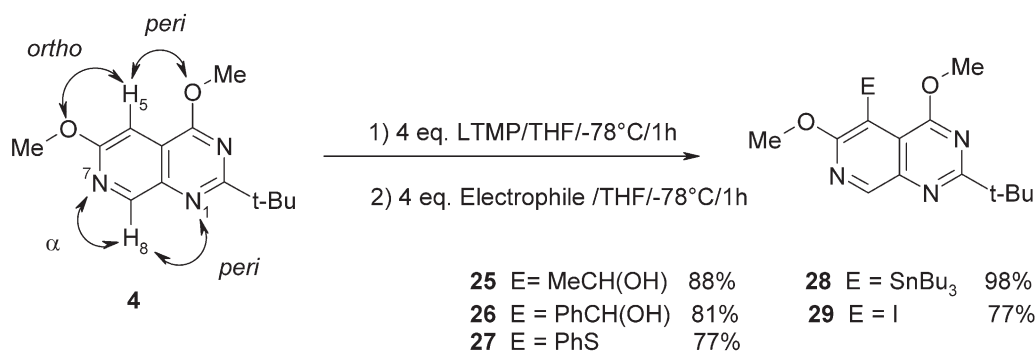 peri
ortho
Me
H5
O
O
Me
N
N7
N1
t-Bu
H8
α
peri
4
1) 4 eq. LTMP/THF/-78°C/1h
2) 4 eq. Electrophile /THF/-78°C/1h
E
Me
O
O
Me
N
N
N
t-Bu
25 E= MeCH(OH) 88%
26 E = PhCH(OH) 81%
27 E = PhS 77%
28 E = SnBu3 98%
29 E = I 77%